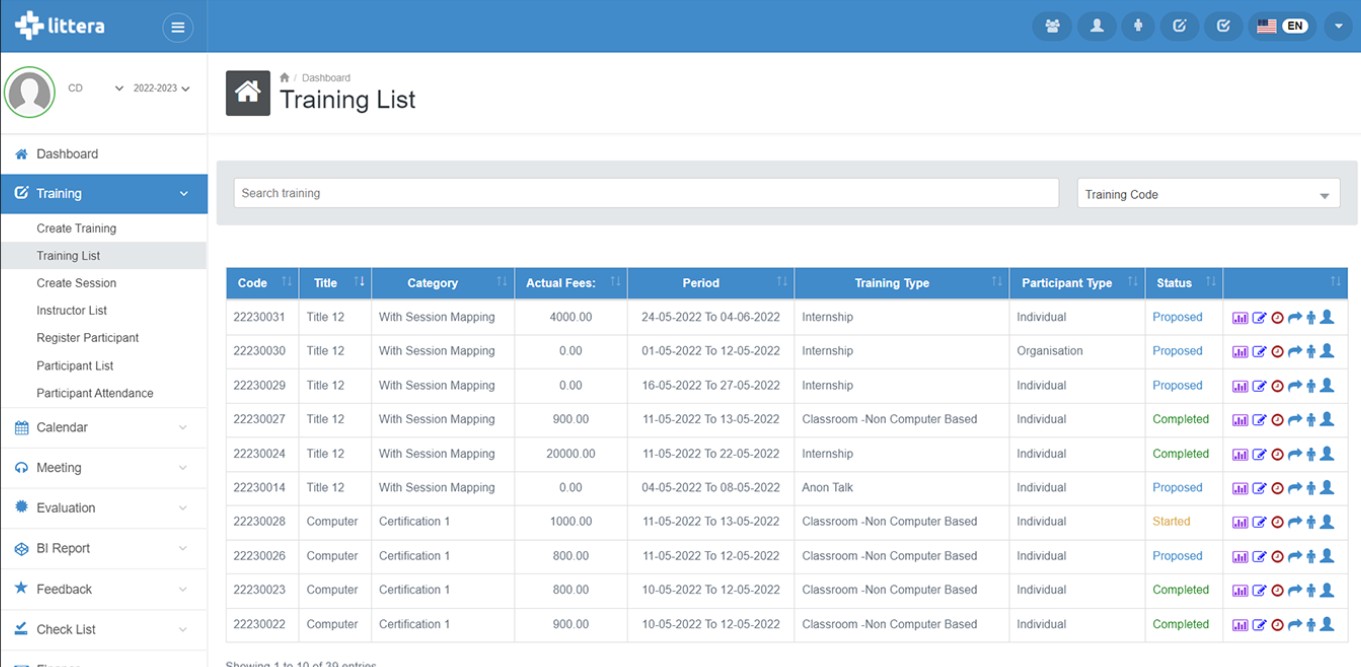 littera
EN
CD 2022-2023
/ Dashboard
Training List
Dashboard
Training
Create Training
Training List
Create Session
Instructor List
Register Participant
Participant List
Participant Attendance
Calendar
Meeting
Evaluation
BI Report
Feedback
Check List
Search training Training Code
Code Title Category Actual Fees: Period Training Type Participant Type Status
22230031 Title 12 With Session Mapping 4000.00 24-05-2022 To 04-06-2022 Internship Individual Proposed
22230030 Title 12 With Session Mapping 0.00 01-05-2022 To 12-05-2022 Internship Organisation Proposed
22230029 Title 12 With Session Mapping 0.00 16-05-2022 To 27-05-2022 Internship Individual Proposed
22230027 Title 12 With Session Mapping 900.00 11-05-2022 To 13-05-2022 Classroom -Non Computer Based Individual Completed
22230024 Title 12 With Session Mapping 20000.00 11-05-2022 To 22-05-2022 Internship Individual Completed
22230014 Title 12 With Session Mapping 0.00 04-05-2022 To 08-05-2022 Anon Talk Individual Proposed
22230028 Computer Certification 1 1000.00 11-05-2022 To 13-05-2022 Classroom -Non Computer Based Individual Started
22230026 Computer Certification 1 800.00 11-05-2022 To 12-05-2022 Classroom -Non Computer Based Individual Proposed
22230023 Computer Certification 1 800.00 10-05-2022 To 12-05-2022 Classroom -Non Computer Based Individual Completed
22230022 Computer Certification 1 900.00 10-05-2022 To 12-05-2022 Classroom -Non Computer Based Individual Completed
Showing 1 to 10 of 39 entries